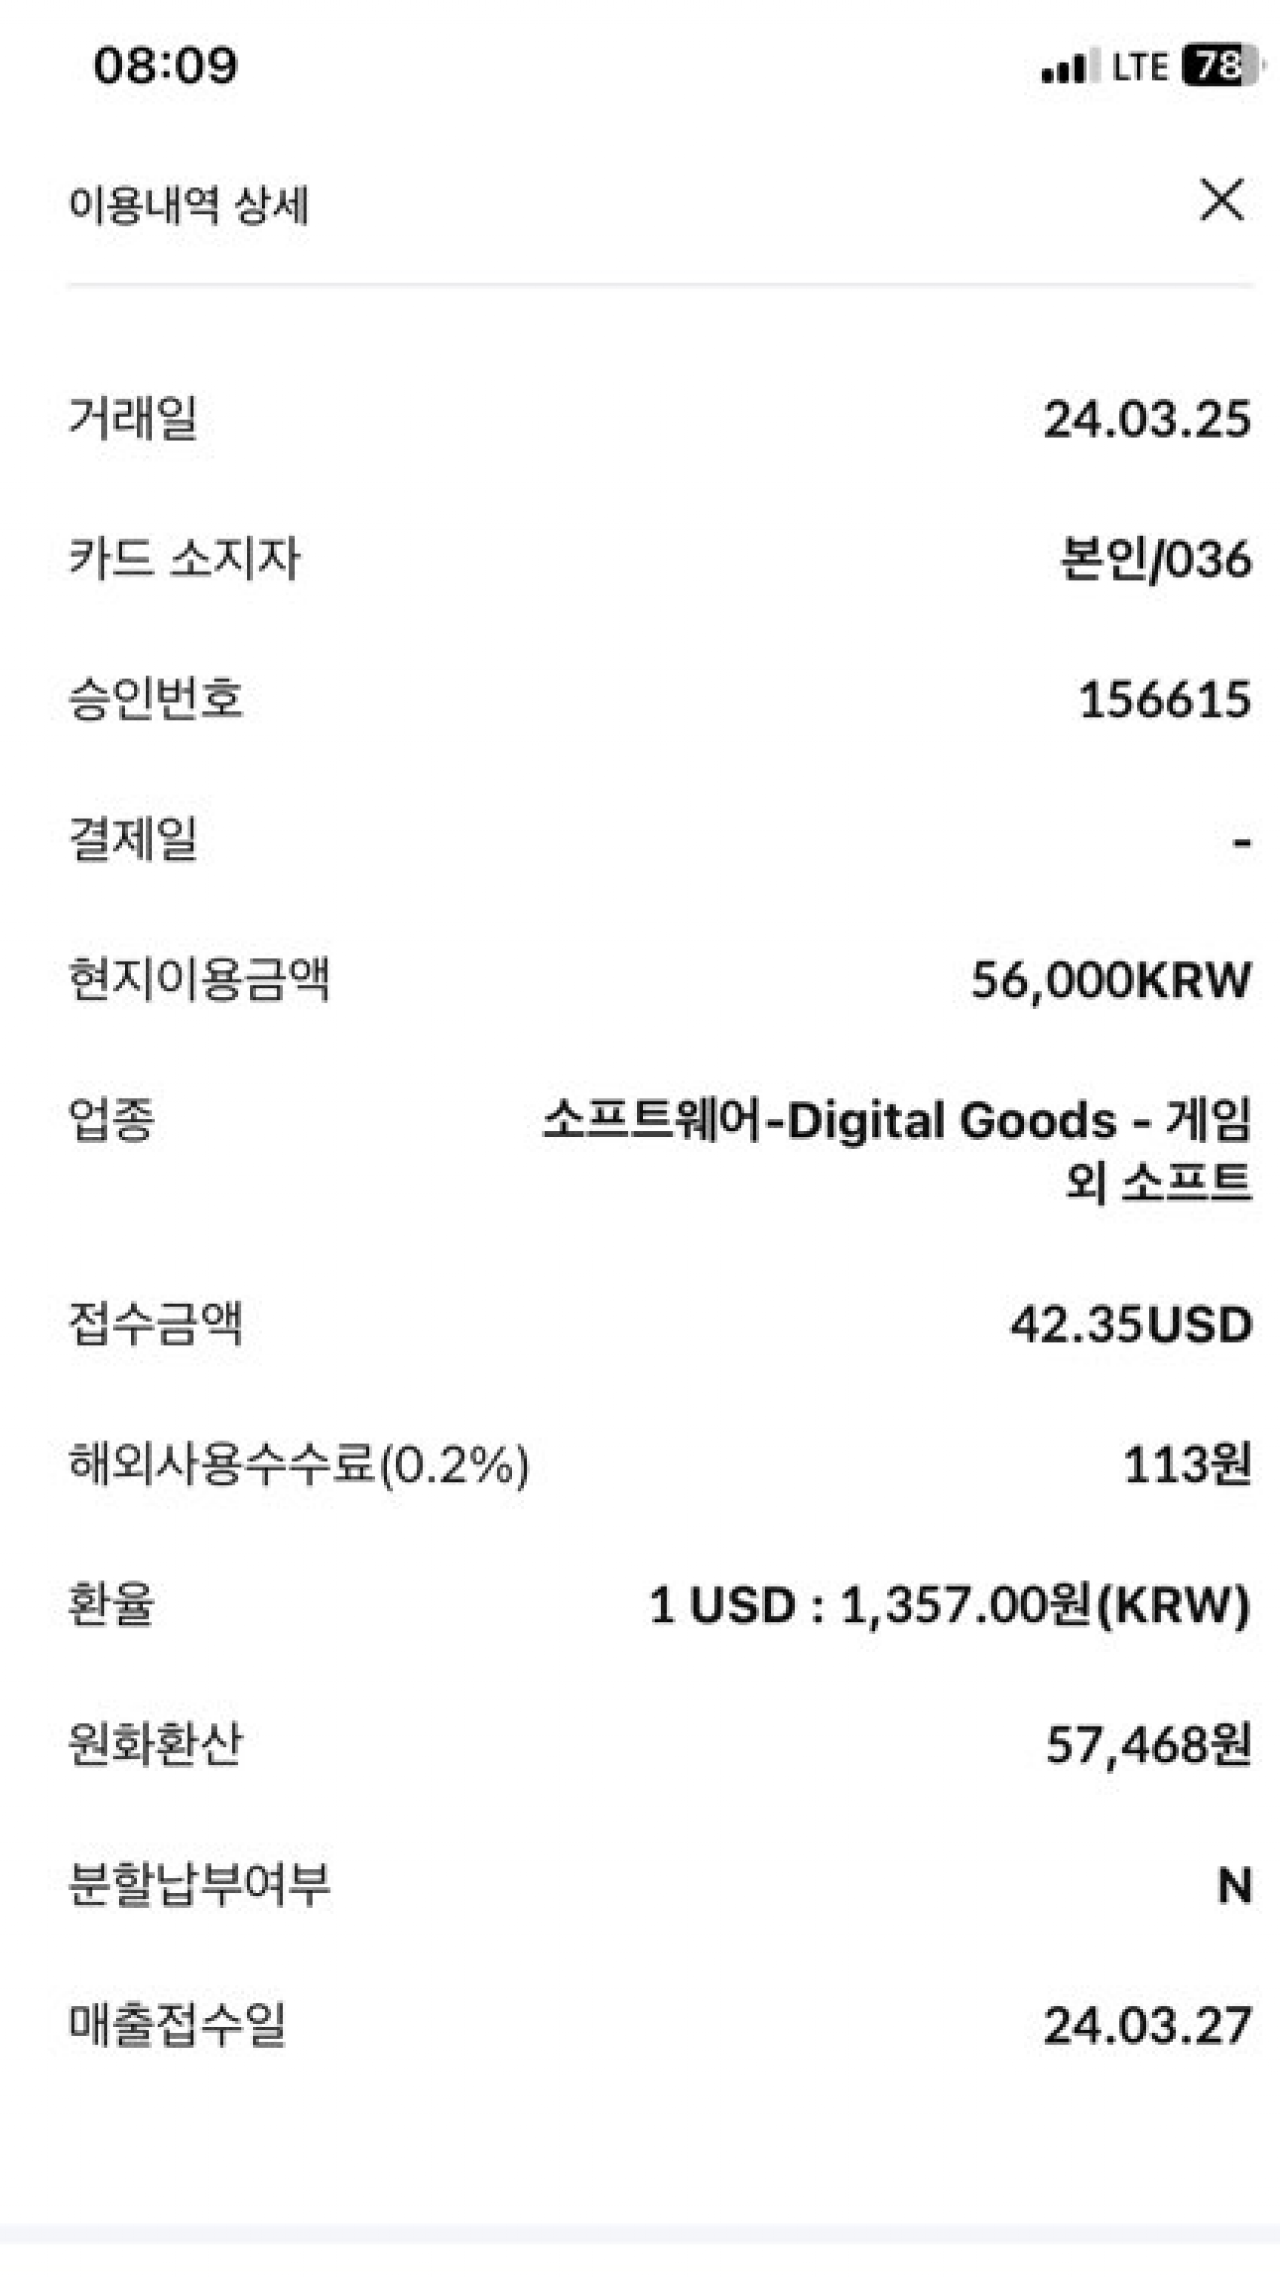 08:09
LTE 78
이용내역 상세
거래일 24.03.25
카드 소지자 본인/036
승인번호 156615
결제일 -
현지이용금액 56,000KRW
업종 소프트웨어-Digital Goods - 게임
외 소프트
접수금액 42.35USD
해외사용수수료(0.2%) 113원
환율 1 USD : 1,357.00원(KRW)
원화환산 57,468원
분할납부여부 N
매출접수일 24.03.27